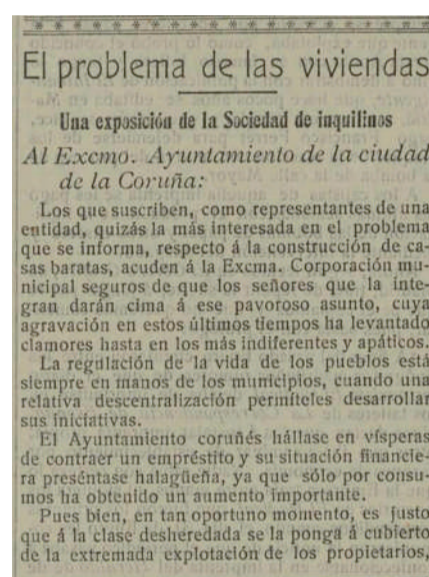 El problema de las viviendas
Una exposición de la Sociedad de inquilinos
Al Excmo. Ayuntamiento de la ciudad
de la Coruña:
Los que suscriben, como representantes de una
entidad, quizás la más interesada en el problema
que se informa, respecto á la construcción de ca-
sas baratas, acuden á la Excma. Corporación mu-
nicipal seguros de que los señores que la inte-
gran darán cima á ese pavoroso asunto, cuya
agravación en estos últimos tiempos ha levantado
clamores hasta en los más indiferentes y apáticos.
La regulación de la vida de los pueblos está
siempre en manos de los municipios, cuando una
relativa descentralización permíteles desarrollar
sus iniciativas.
El Ayuntamiento coruñés hállase en vísperas
de contraer un empréstito y su situación financie-
ra preséntase halagüeña, ya que sólo por consu-
mos ha obtenido un aumento importante.
Pues bien, en tan oportuno momento, es justo
que á la clase desheredada se la ponga á cubierto
de la extremada explotación de los propietarios,